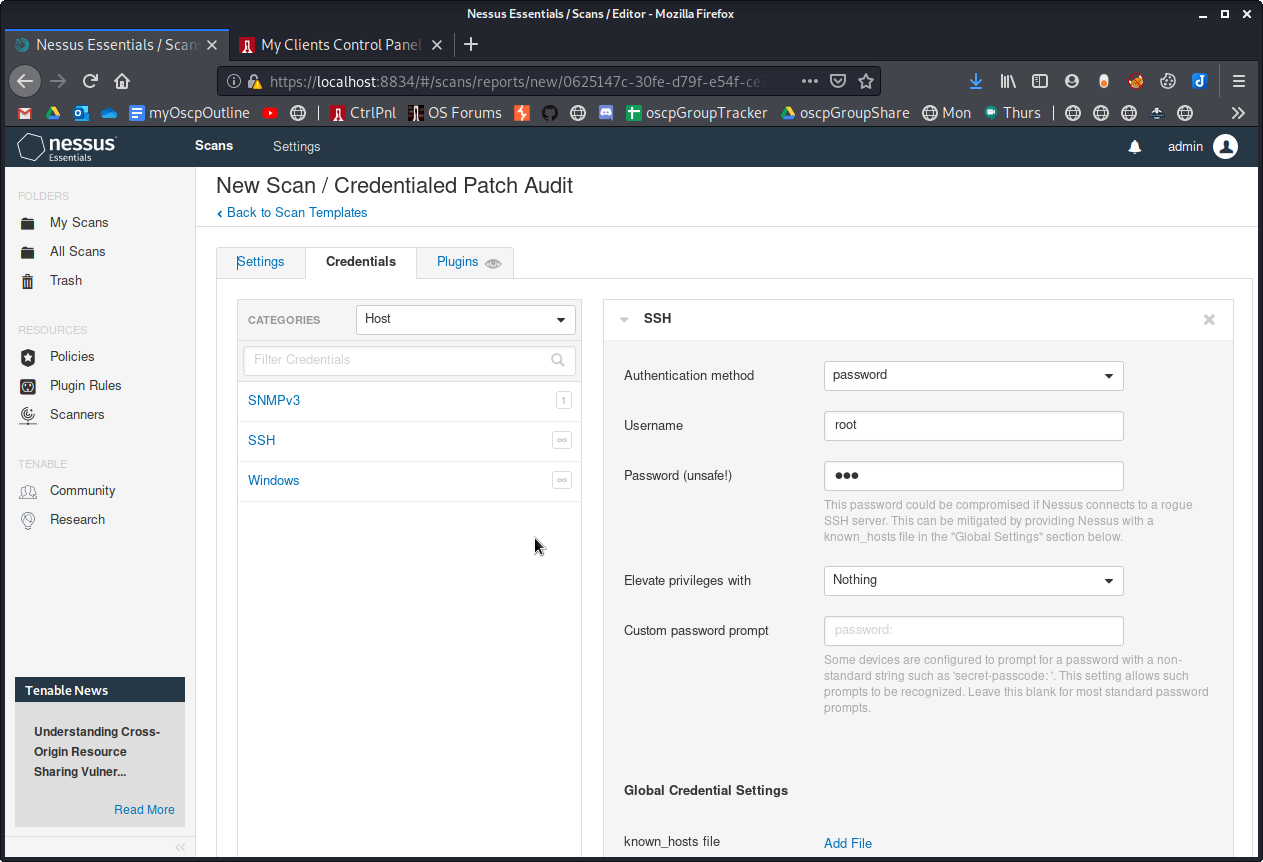 Nessus Essentials / Scans / Editor - Mozilla Firefox
Nessus Essentials / Scans
My Clients Control Panel
https://localhost:8834/#/scans/reports/new/0625147c-30fe-d79f-e54f-ce7
myOscpOutline
CtrlPnl
OS Forums
oscpGroupTracker
oscpGroupShare
Mon
Thurs
nessus
Essentials
Scans
Settings
admin
FOLDERS
My Scans
All Scans
Trash
RESOURCES
Policies
Plugin Rules
Scanners
TENABLE
Community
Research
Tenable News
Understanding Cross-
Origin Resource
Sharing Vulner...
Read More
New Scan / Credentialed Patch Audit
Back to Scan Templates
Settings
Credentials
Plugins
CATEGORIES
Host
Filter Credentials
SNMPv3
1
SSH
∞
Windows
∞
SSH
Authentication method
password
Username
root
Password (unsafe!)
●●●
This password could be compromised if Nessus connects to a rogue
SSH server. This can be mitigated by providing Nessus with a
known_hosts file in the "Global Settings" section below.
Elevate privileges with
Nothing
Custom password prompt
password:
Some devices are configured to prompt for a password with a non-
standard string such as 'secret-passcode: '. This setting allows such
prompts to be recognized. Leave this blank for most standard password
prompts.
Global Credential Settings
known_hosts file
Add File